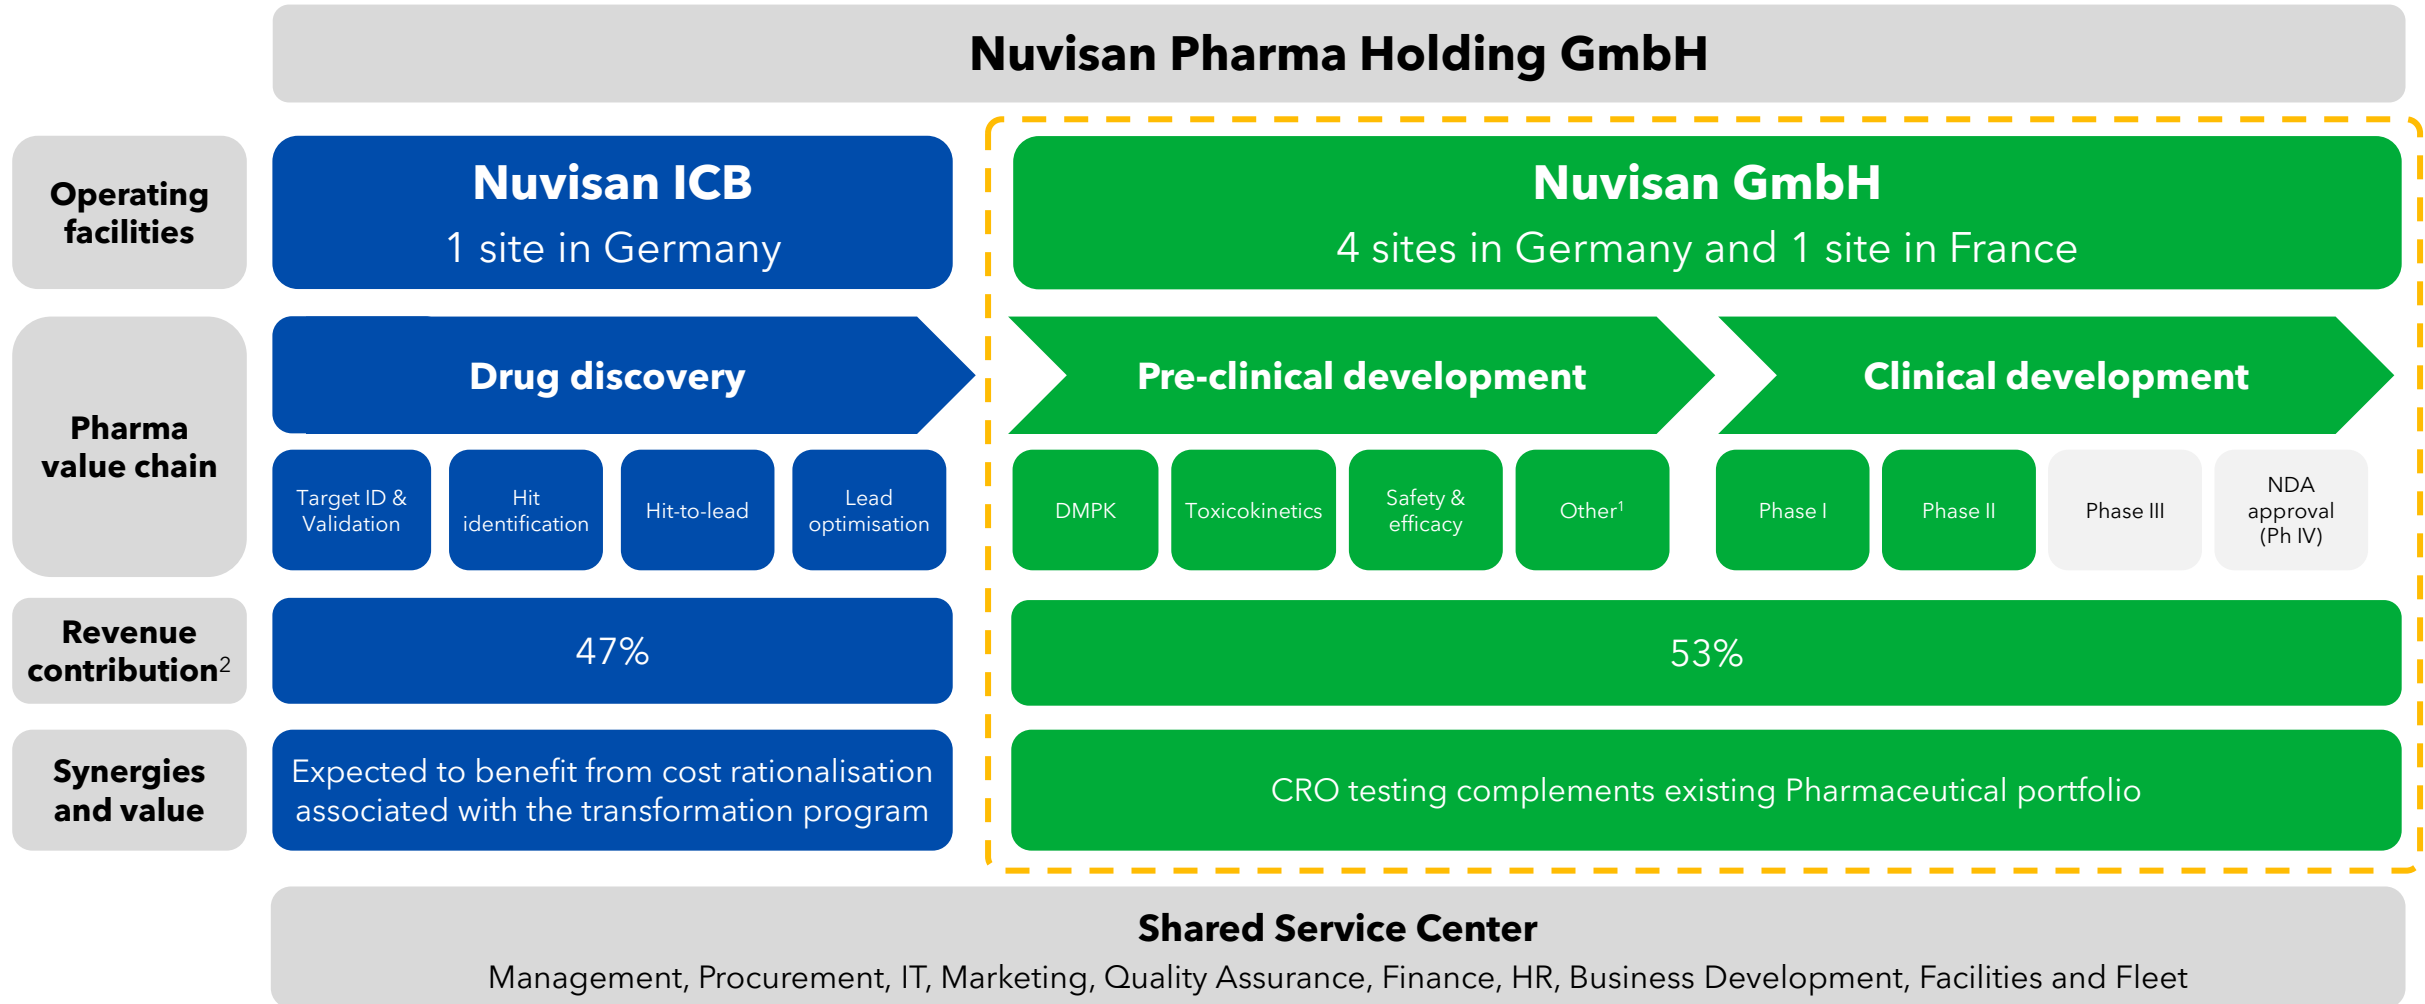 Nuvisan Pharma Holding GmbH
Operating
facilities
Nuvisan ICB
1 site in Germany
Nuvisan GmbH
4 sites in Germany and 1 site in France
Pharma
value chain
Drug discovery
Pre-clinical development
Clinical development
Target ID &
Validation
Hit
identification
Hit-to-lead
Lead
optimisation
DMPK
Toxicokinetics
Safety &
efficacy
Other¹
Phase I
Phase II
Phase III
NDA
approval
(Ph IV)
Revenue
contribution²
47%
53%
Synergies
and value
Expected to benefit from cost rationalisation
associated with the transformation program
CRO testing complements existing Pharmaceutical portfolio
Shared Service Center
Management, Procurement, IT, Marketing, Quality Assurance, Finance, HR, Business Development, Facilities and Fleet